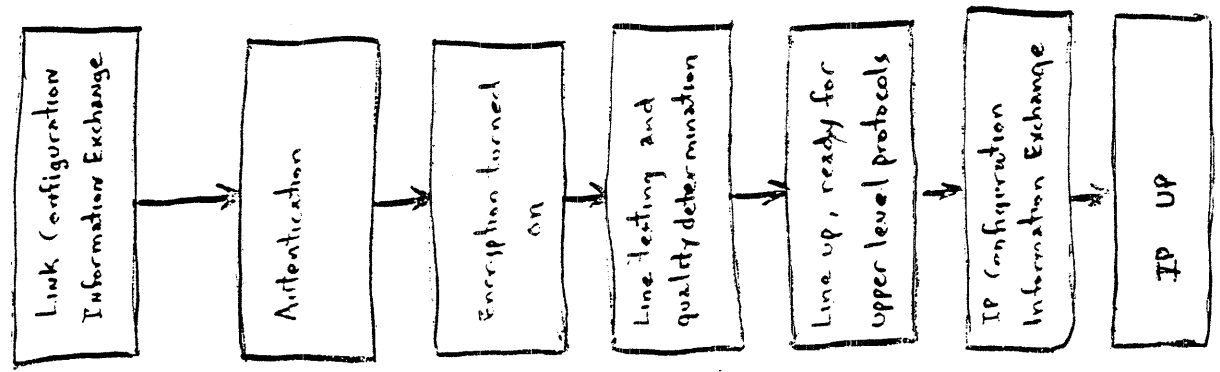 Link Configuration
Information Exchange
Autentication
Encryption turned
on
Line testing and
quality determination
Line up, ready for
upper level protocols
IP Configuration
Information Exchange
IP UP